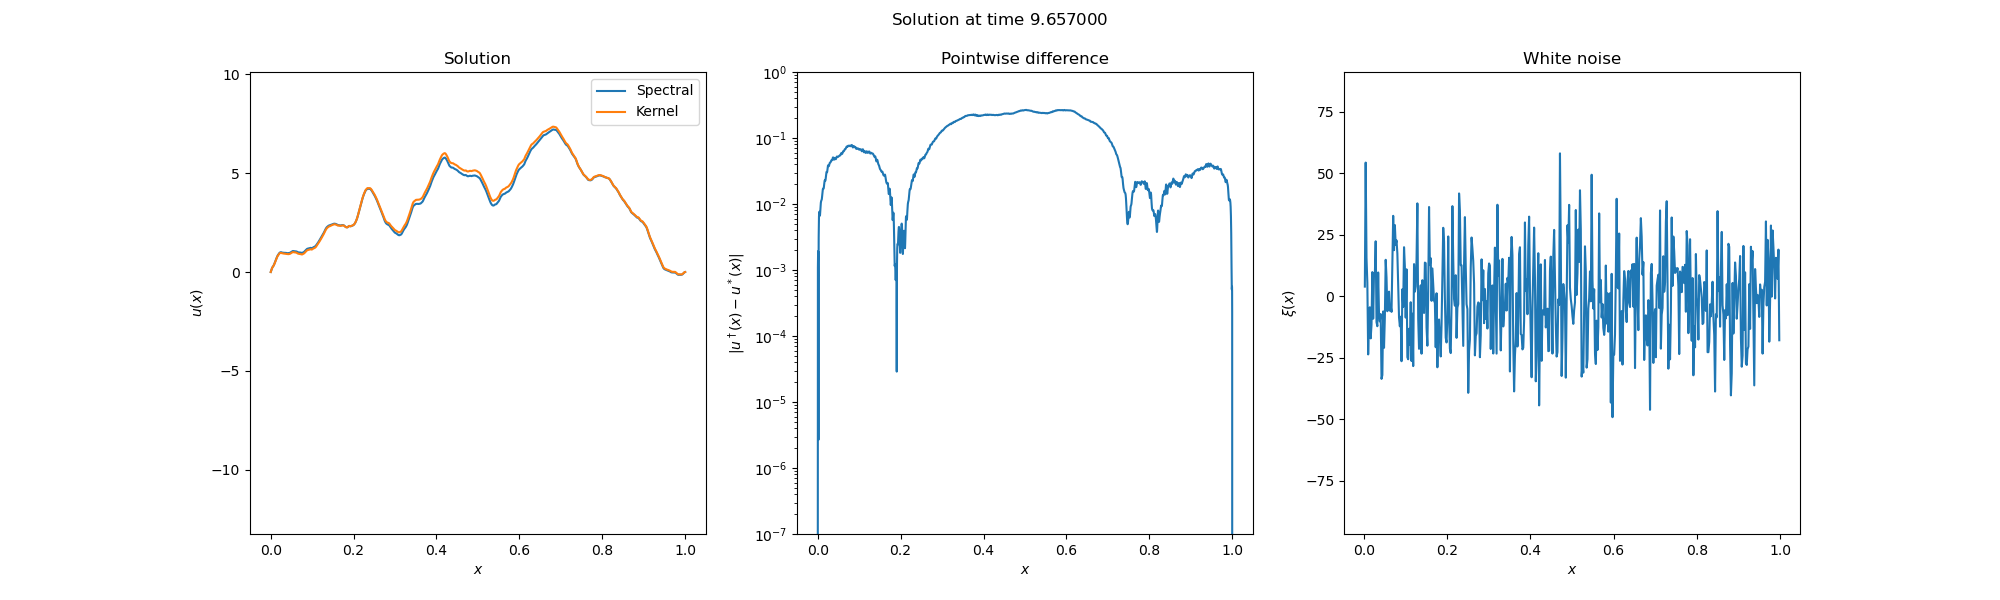 Solution at time 9.657000
Solution
10
5
0
−5
−10
0.0 0.2 0.4 0.6 0.8 1.0
x
u(x)
Spectral
Kernel
Pointwise difference
10⁰
10⁻¹
10⁻²
10⁻³
10⁻⁴
10⁻⁵
10⁻⁶
10⁻⁷
0.0 0.2 0.4 0.6 0.8 1.0
x
|u†(x) − u*(x)|
White noise
75
50
25
0
−25
−50
−75
0.0 0.2 0.4 0.6 0.8 1.0
x
ξ(x)